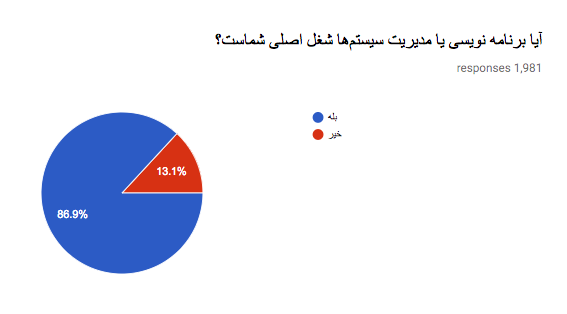 آیا برنامه نویسی یا مدیریت سیستم‌ها شغل اصلی شماست؟
1,981 responses
بله
خیر
13.1%
86.9%